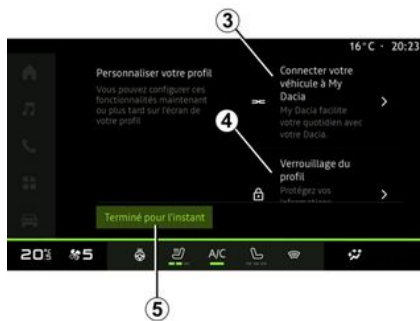 3
16°C · 20:23
Personnaliser votre profil
Vous pouvez configurer ces
fonctionnalités maintenant
ou plus tard sur l'écran de
votre profil
Connecter votre
véhicule à My
Dacia
My Dacia facilite
votre quotidien avec
votre Dacia.
4
Verrouillage du
profil
Protégez vos
informations
Terminé pour l'instant
20 5 A/C
5